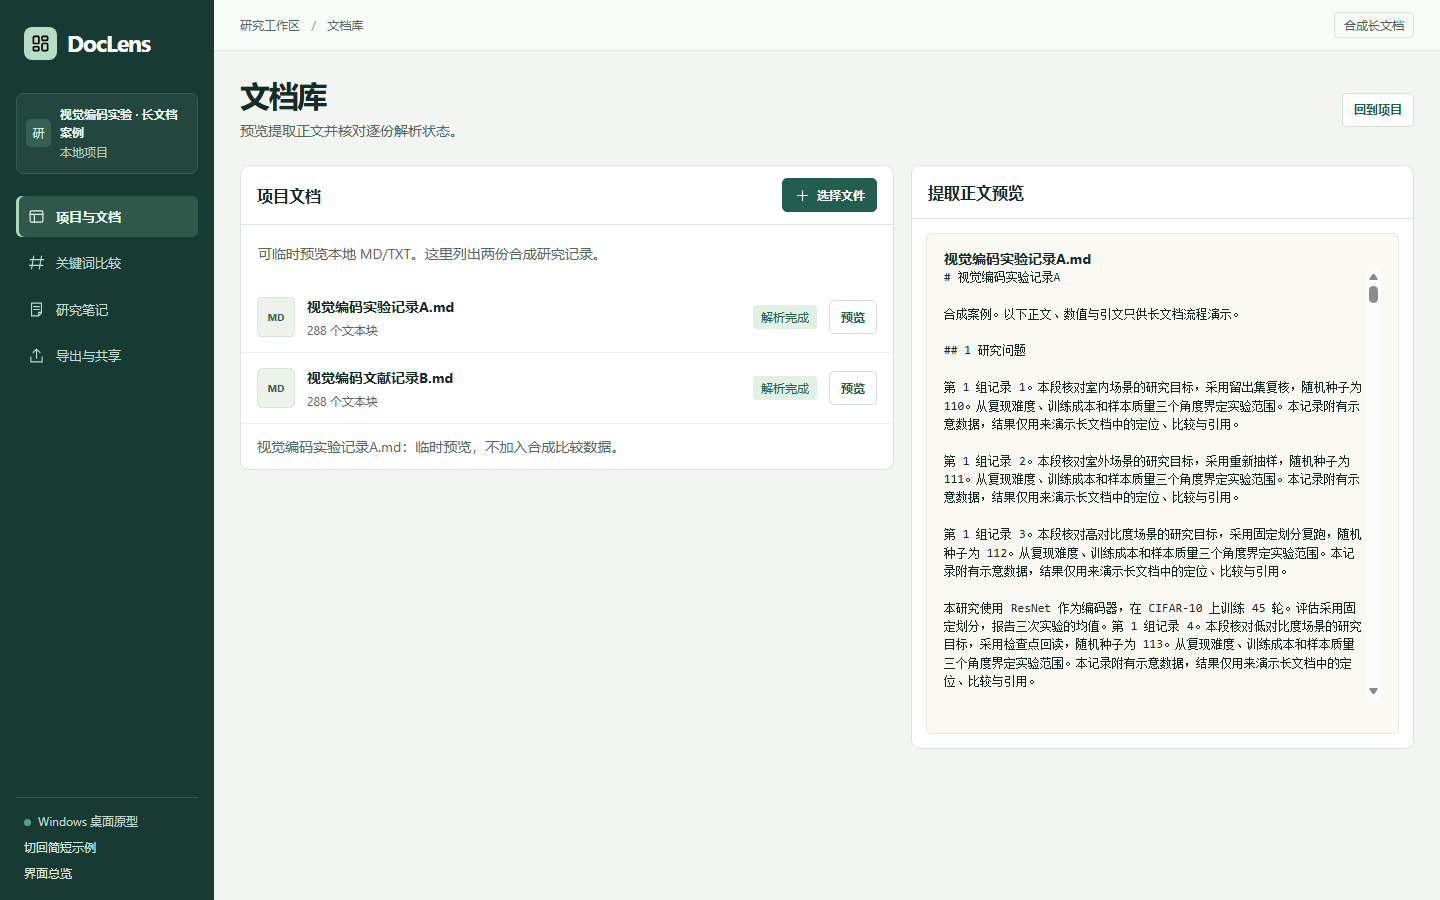 DocLens
研
视觉编码实验 · 长文档
案例
本地项目
项目与文档
关键词比较
研究笔记
导出与共享
Windows 桌面原型
切回简短示例
界面总览
研究工作区 / 文档库
合成长文档
文档库
预览提取正文并核对逐份解析状态。
回到项目
项目文档
选择文件
可临时预览本地 MD/TXT。这里列出两份合成研究记录。
MD
视觉编码实验记录A.md
288 个文本块
解析完成
预览
MD
视觉编码文献记录B.md
288 个文本块
解析完成
预览
视觉编码实验记录A.md：临时预览，不加入合成比较数据。
提取正文预览
视觉编码实验记录A.md
# 视觉编码实验记录A
合成案例。以下正文、数值与引文只供长文档流程演示。
## 1 研究问题
第 1 组记录 1。本段核对室内场景的研究目标，采用留出集复核，随机种子为
110。从复现难度、训练成本和样本质量三个角度界定实验范围。本记录附有示
意数据，结果仅用来演示长文档中的定位、比较与引用。
第 1 组记录 2。本段核对室外场景的研究目标，采用重新抽样，随机种子为
111。从复现难度、训练成本和样本质量三个角度界定实验范围。本记录附有示
意数据，结果仅用来演示长文档中的定位、比较与引用。
第 1 组记录 3。本段核对高对比度场景的研究目标，采用固定划分复跑，随机
种子为 112。从复现难度、训练成本和样本质量三个角度界定实验范围。本记
录附有示意数据，结果仅用来演示长文档中的定位、比较与引用。
本研究使用 ResNet 作为编码器，在 CIFAR-10 上训练 45 轮。评估采用固
定划分，报告三次实验的均值。第 1 组记录 4。本段核对低对比度场景的研究
目标，采用检查点回读，随机种子为 113。从复现难度、训练成本和样本质量
三个角度界定实验范围。本记录附有示意数据，结果仅用来演示长文档中的定
位、比较与引用。